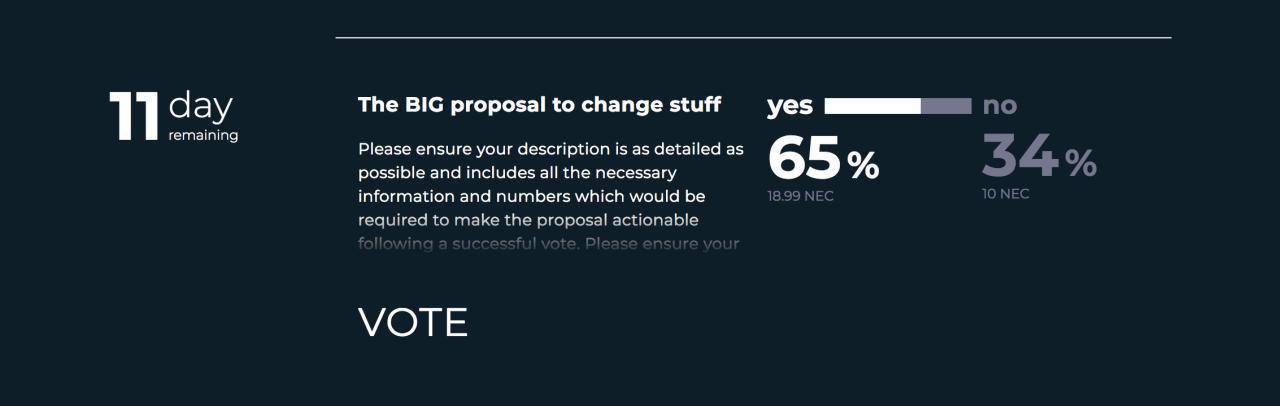 11 day
remaining
The BIG proposal to change stuff
Please ensure your description is as detailed as
possible and includes all the necessary
information and numbers which would be
required to make the proposal actionable
following a successful vote. Please ensure your
VOTE
yes no
65% 34%
18.99 NEC 10 NEC